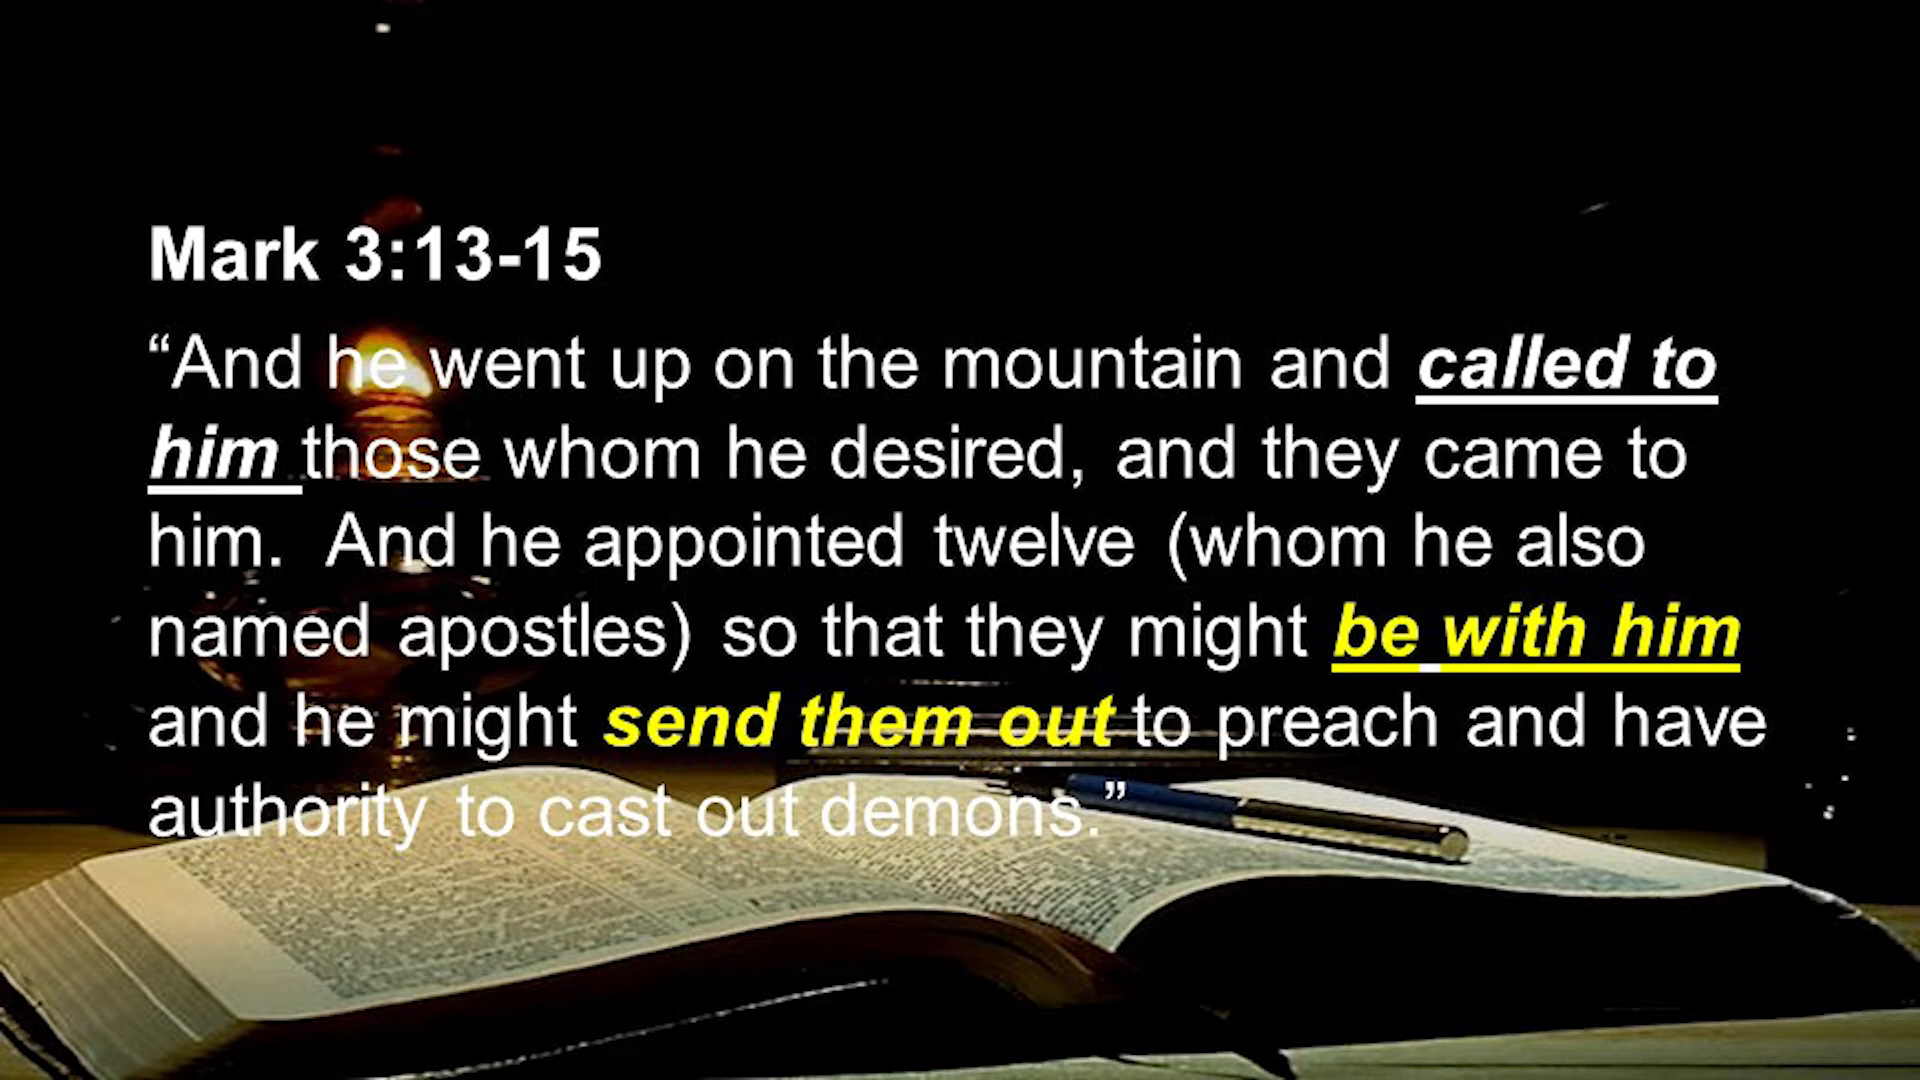 Mark 3:13-15
“And he went up on the mountain and called to
him those whom he desired, and they came to
him. And he appointed twelve (whom he also
named apostles) so that they might be with him
and he might send them out to preach and have
authority to cast out demons.”